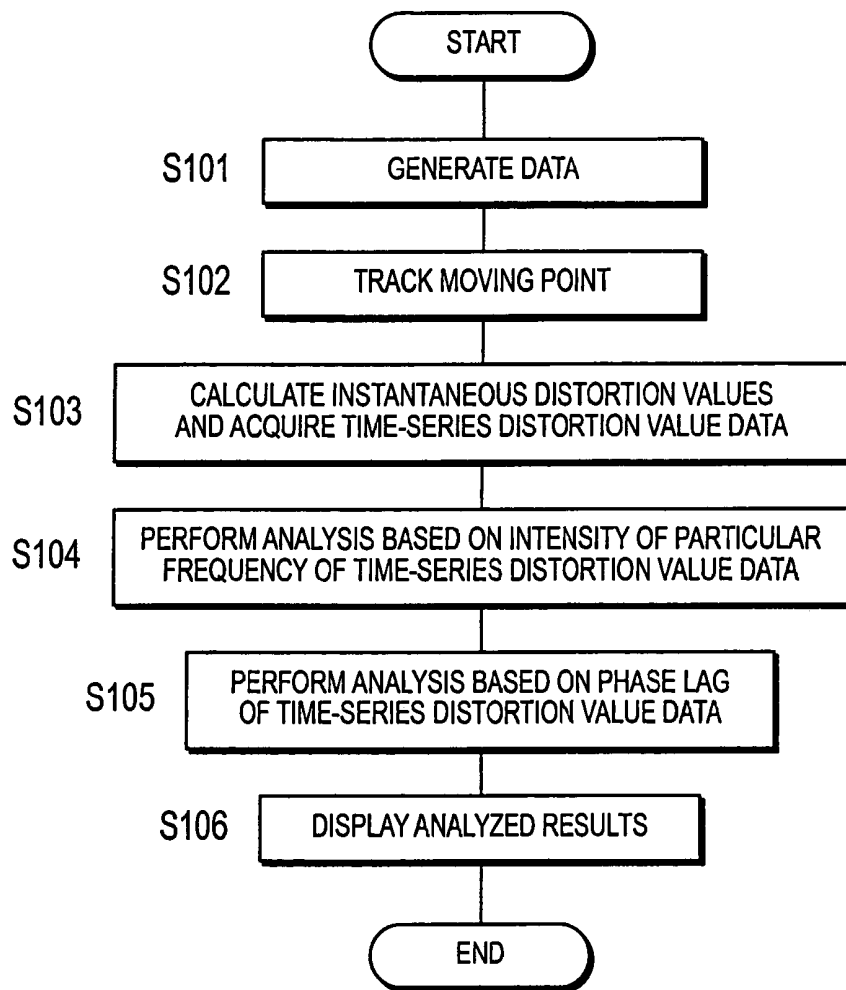 START
S101
GENERATE DATA
S102
TRACK MOVING POINT
S103
CALCULATE INSTANTANEOUS DISTORTION VALUES
AND ACQUIRE TIME-SERIES DISTORTION VALUE DATA
S104
PERFORM ANALYSIS BASED ON INTENSITY OF PARTICULAR
FREQUENCY OF TIME-SERIES DISTORTION VALUE DATA
S105
PERFORM ANALYSIS BASED ON PHASE LAG
OF TIME-SERIES DISTORTION VALUE DATA
S106
DISPLAY ANALYZED RESULTS
END